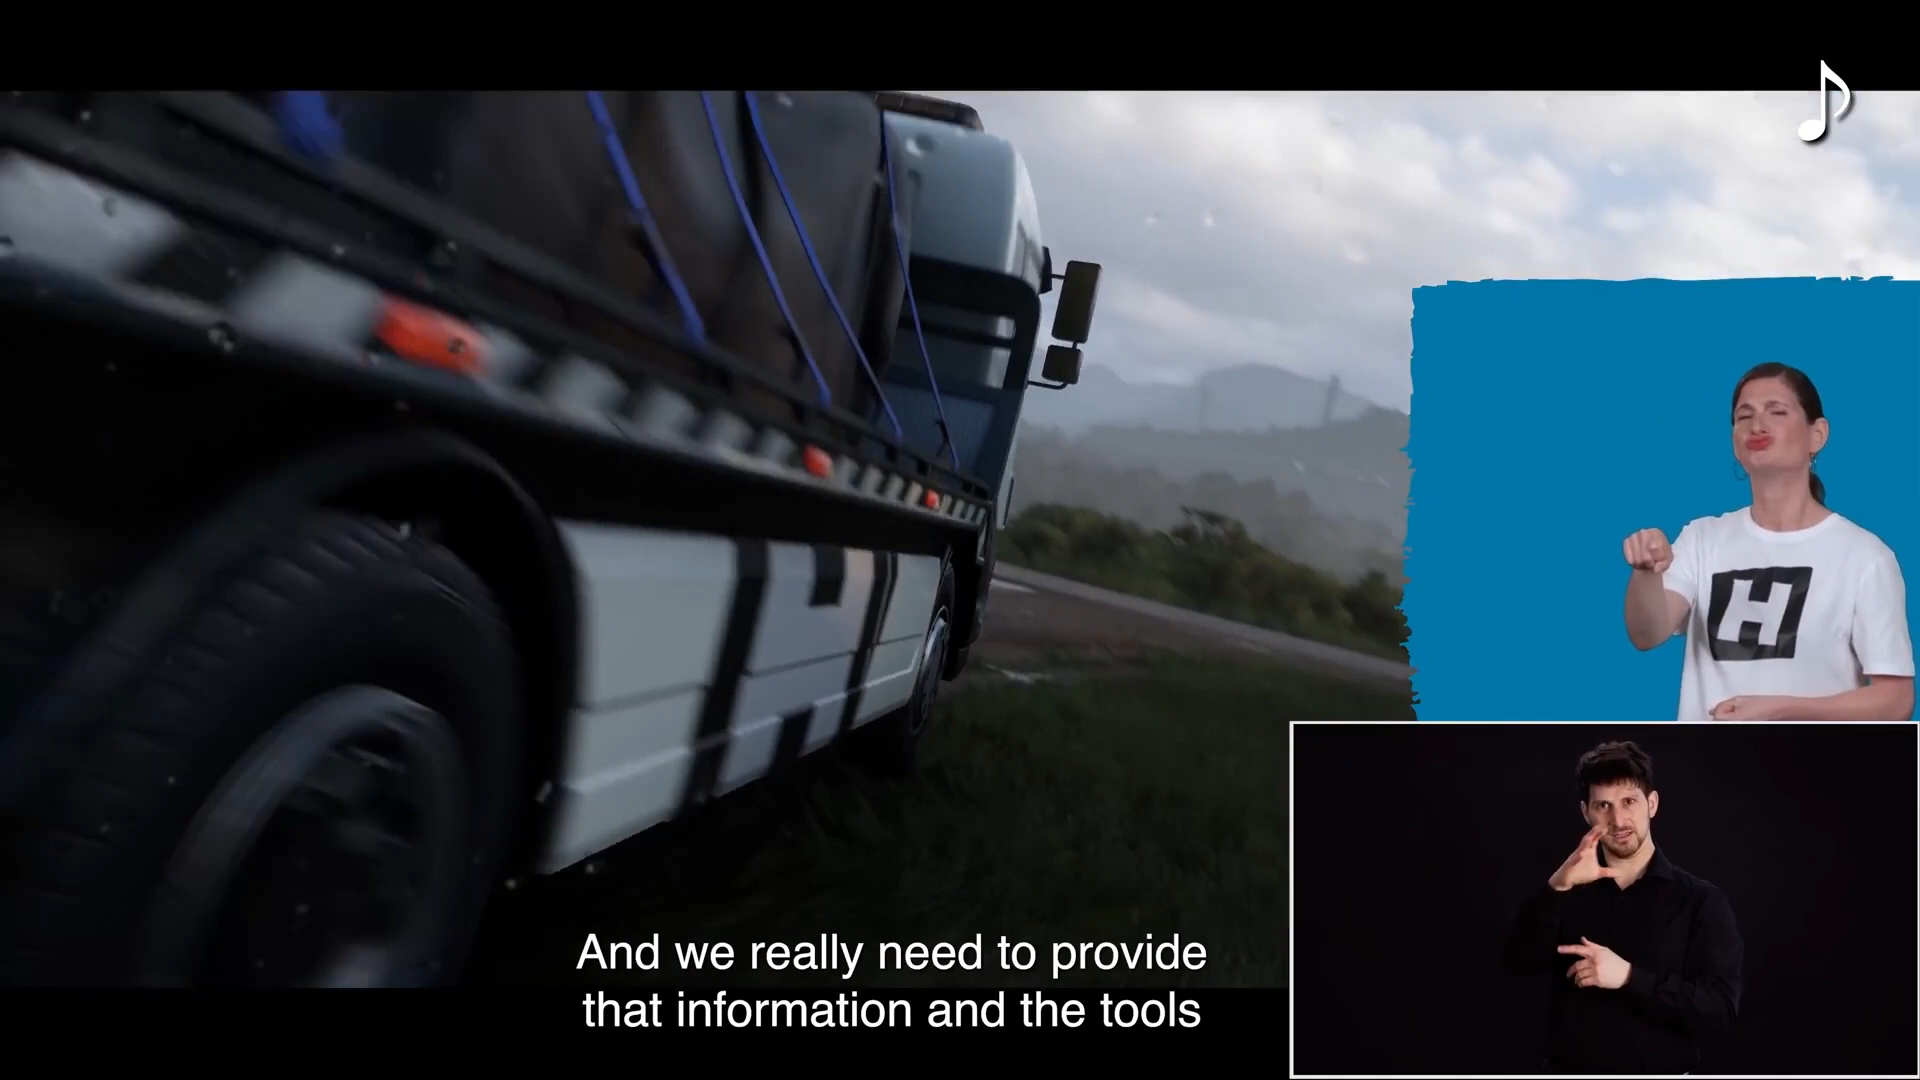 H
H
And we really need to provide
that information and the tools